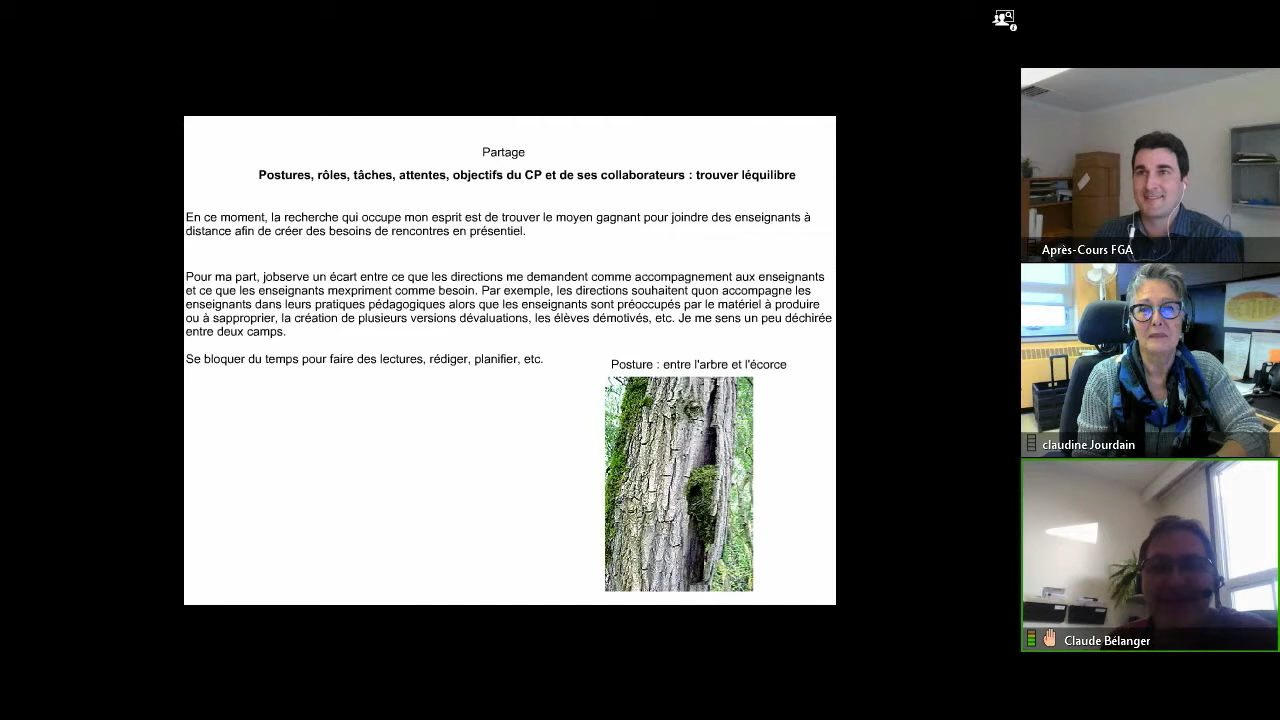 Partage
Postures, rôles, tâches, attentes, objectifs du CP et de ses collaborateurs : trouver léquilibre
En ce moment, la recherche qui occupe mon esprit est de trouver le moyen gagnant pour joindre des enseignants à
distance afin de créer des besoins de rencontres en présentiel.
Pour ma part, jobserve un écart entre ce que les directions me demandent comme accompagnement aux enseignants
et ce que les enseignants mexpriment comme besoin. Par exemple, les directions souhaitent quon accompagne les
enseignants dans leurs pratiques pédagogiques alors que les enseignants sont préoccupés par le matériel à produire
ou à sapproprier, la création de plusieurs versions dévaluations, les élèves démotivés, etc. Je me sens un peu déchirée
entre deux camps.
Se bloquer du temps pour faire des lectures, rédiger, planifier, etc.
Posture : entre l'arbre et l'écorce
Après-Cours FGA
claudine Jourdain
Claude Bélanger